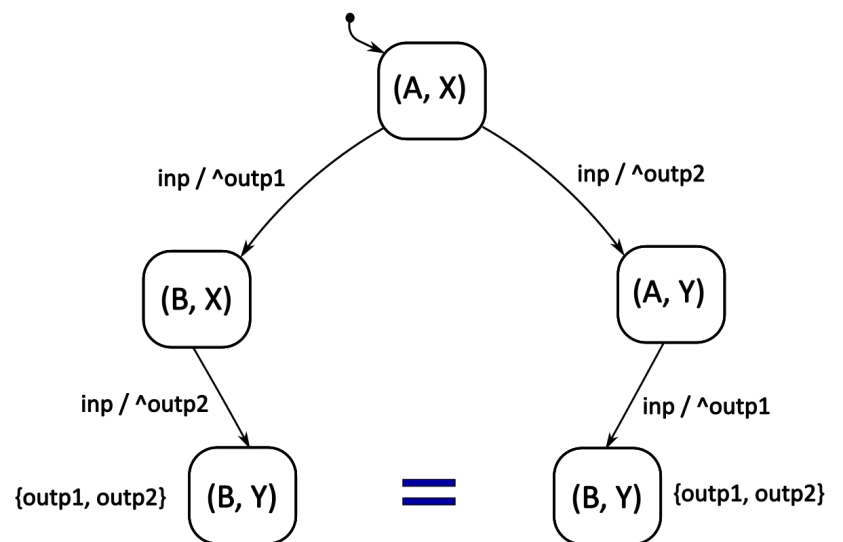 (A, X)
inp / ^outp1
inp / ^outp2
(B, X)
(A, Y)
inp / ^outp2
inp / ^outp1
{outp1, outp2}
(B, Y)
=
(B, Y)
{outp1, outp2}